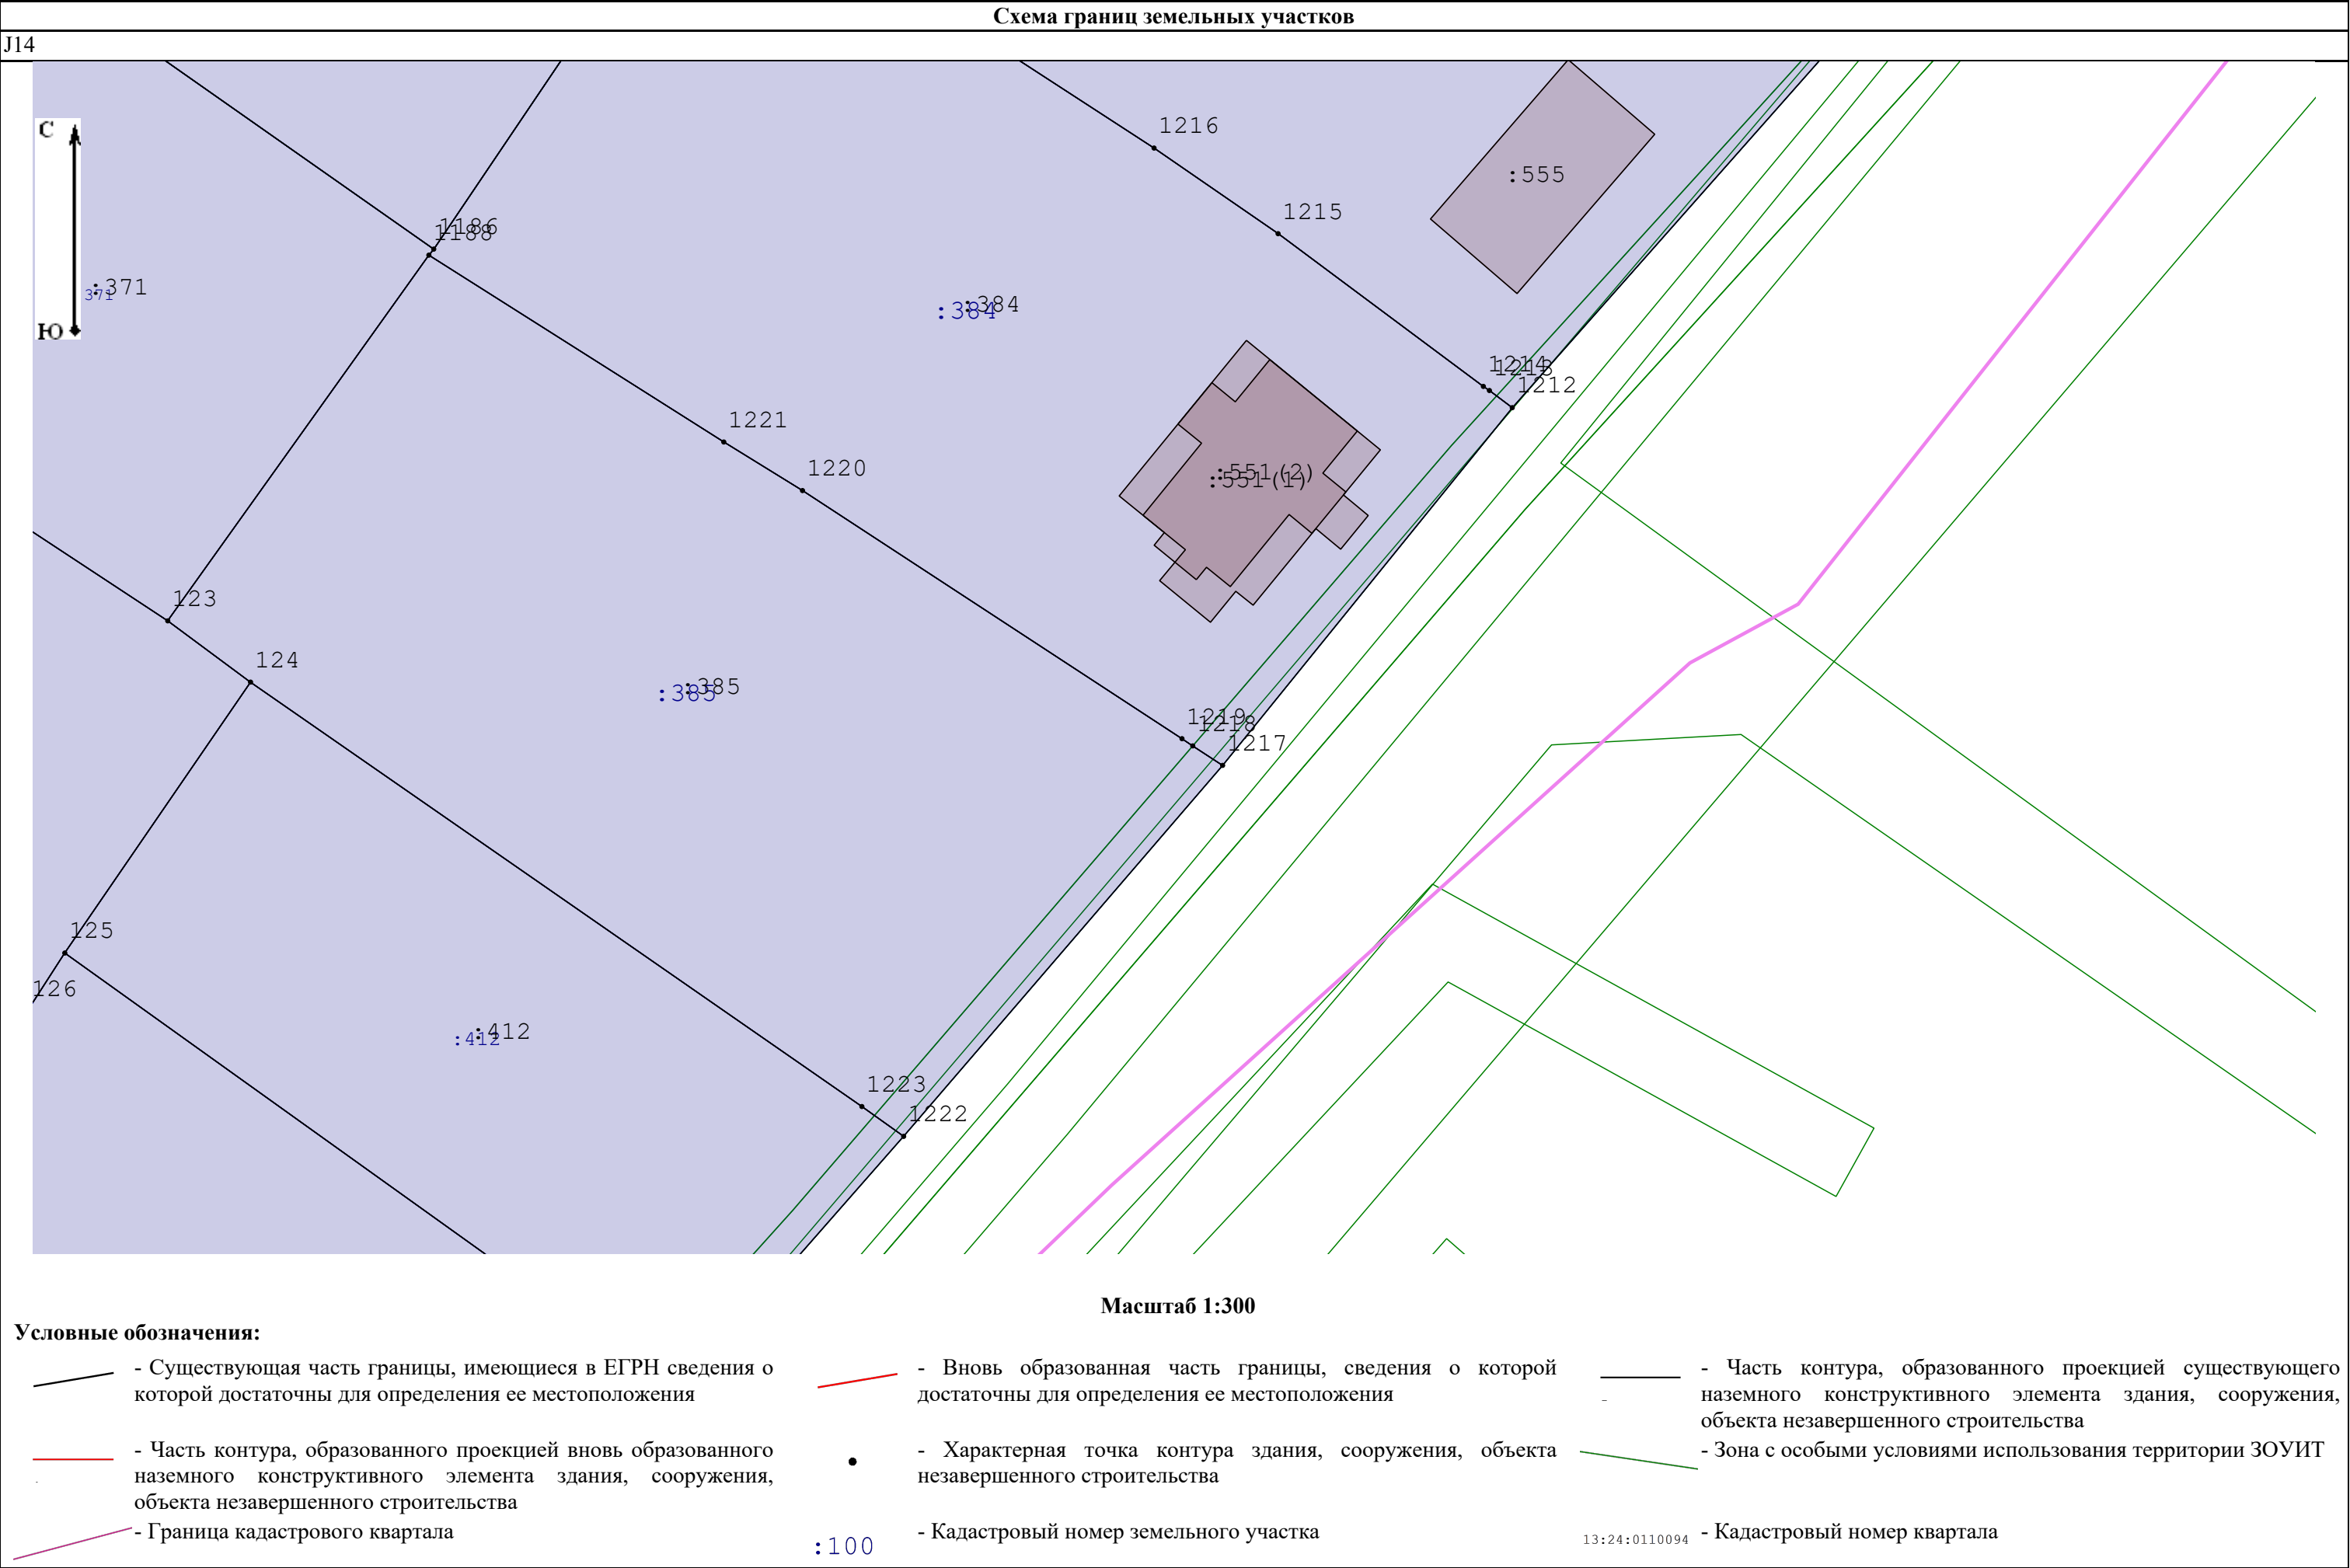 Схема границ земельных участков
J14
1216
С
:555
1215
1186
1188
:371
371
:384
:384
Ю
1214
1213
1212
1221
1220
:551(2)
:551(1)
123
124
:385
:385
1219
1218
1217
125
126
:412
:412
1223
1222
Масштаб 1:300
Условные обозначения:
- Существующая часть границы, имеющиеся в ЕГРН сведения о
которой достаточны для определения ее местоположения
- Вновь образованная часть границы, сведения о которой
достаточны для определения ее местоположения
- Часть контура, образованного проекцией существующего
наземного конструктивного элемента здания, сооружения,
объекта незавершенного строительства
- Часть контура, образованного проекцией вновь образованного
наземного конструктивного элемента здания, сооружения,
объекта незавершенного строительства
- Характерная точка контура здания, сооружения, объекта
незавершенного строительства
- Зона с особыми условиями использования территории ЗОУИТ
- Граница кадастрового квартала
:100 - Кадастровый номер земельного участка
13:24:0110094 - Кадастровый номер квартала